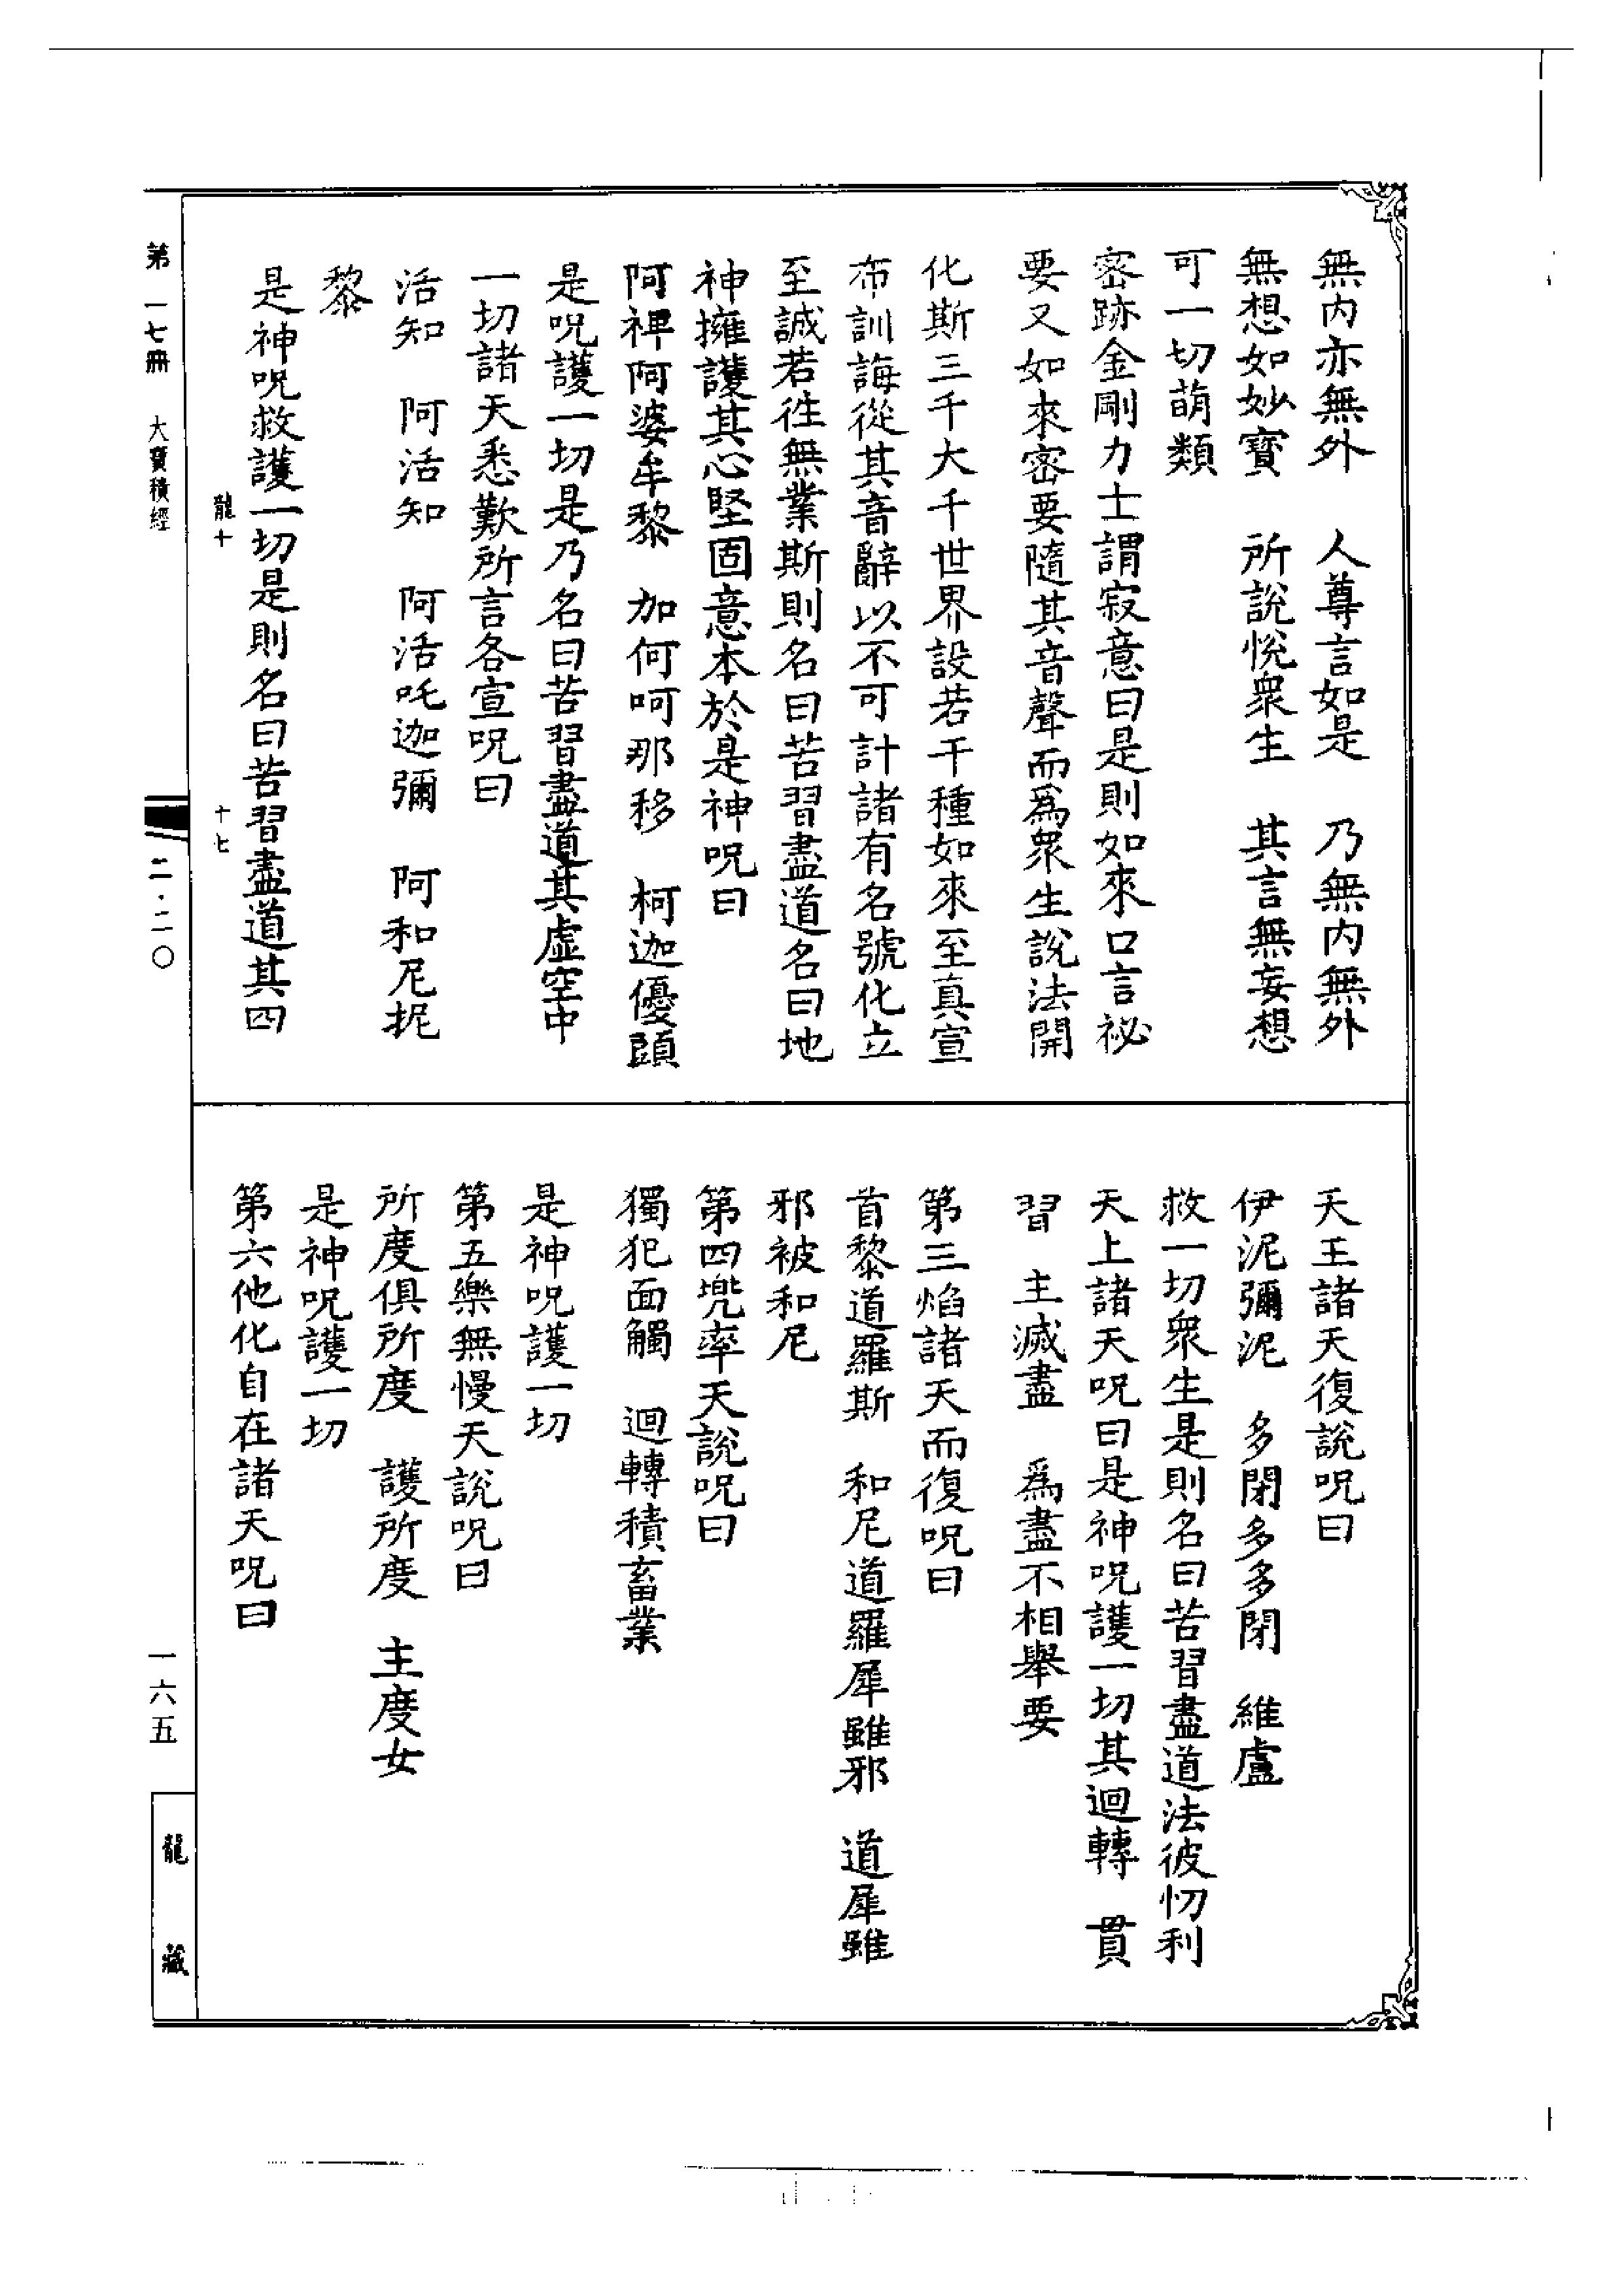 無内亦無外　人尊言如是　乃無内無外
無想如妙寳　所說悅衆生　其言無妄想
可一切萌類
密跡金剛力士謂寂意曰是則如來口言祕
要又如來密要隨其音聲而爲衆生說法開
化斯三千大千世界設若干種如來至真宣
布訓誨從其音辭以不可計諸有名號化立
至誠若徃無業斯則名曰苦習盡道名曰地
神擁護其心堅固意本於是神呪曰
阿禆阿婆牟黎　加何呵那移　柯迦優頭
是呪護一切是乃名曰苦習盡道其虛空中
一切諸天悉歎所言各宣呪曰
活知　阿活知　阿活吒迦彌　阿和尼抳
黎
是神呪救護一切是則名曰苦習盡道其四
龍十　十七
天王諸天復說呪曰
伊泥彌泥　多閉多多閉　維盧
救一切衆生是則名曰苦習盡道法彼忉利
天上諸天呪曰是神呪護一切其迴轉　貫
習　主滅盡　爲盡不相舉要
第三焰諸天而復呪曰
首黎道羅斯　和尼道羅犀雖邪　道犀雖
邪被和尼
第四兜率天說呪曰
獨犯面觸　迴轉積畜業
是神呪護一切
第五樂無慢天說呪曰
所度俱所度　護所度　主度女
是神呪護一切
第六他化自在諸天呪曰
第一七冊　大寶積經　二·二〇　一六五
龍藏